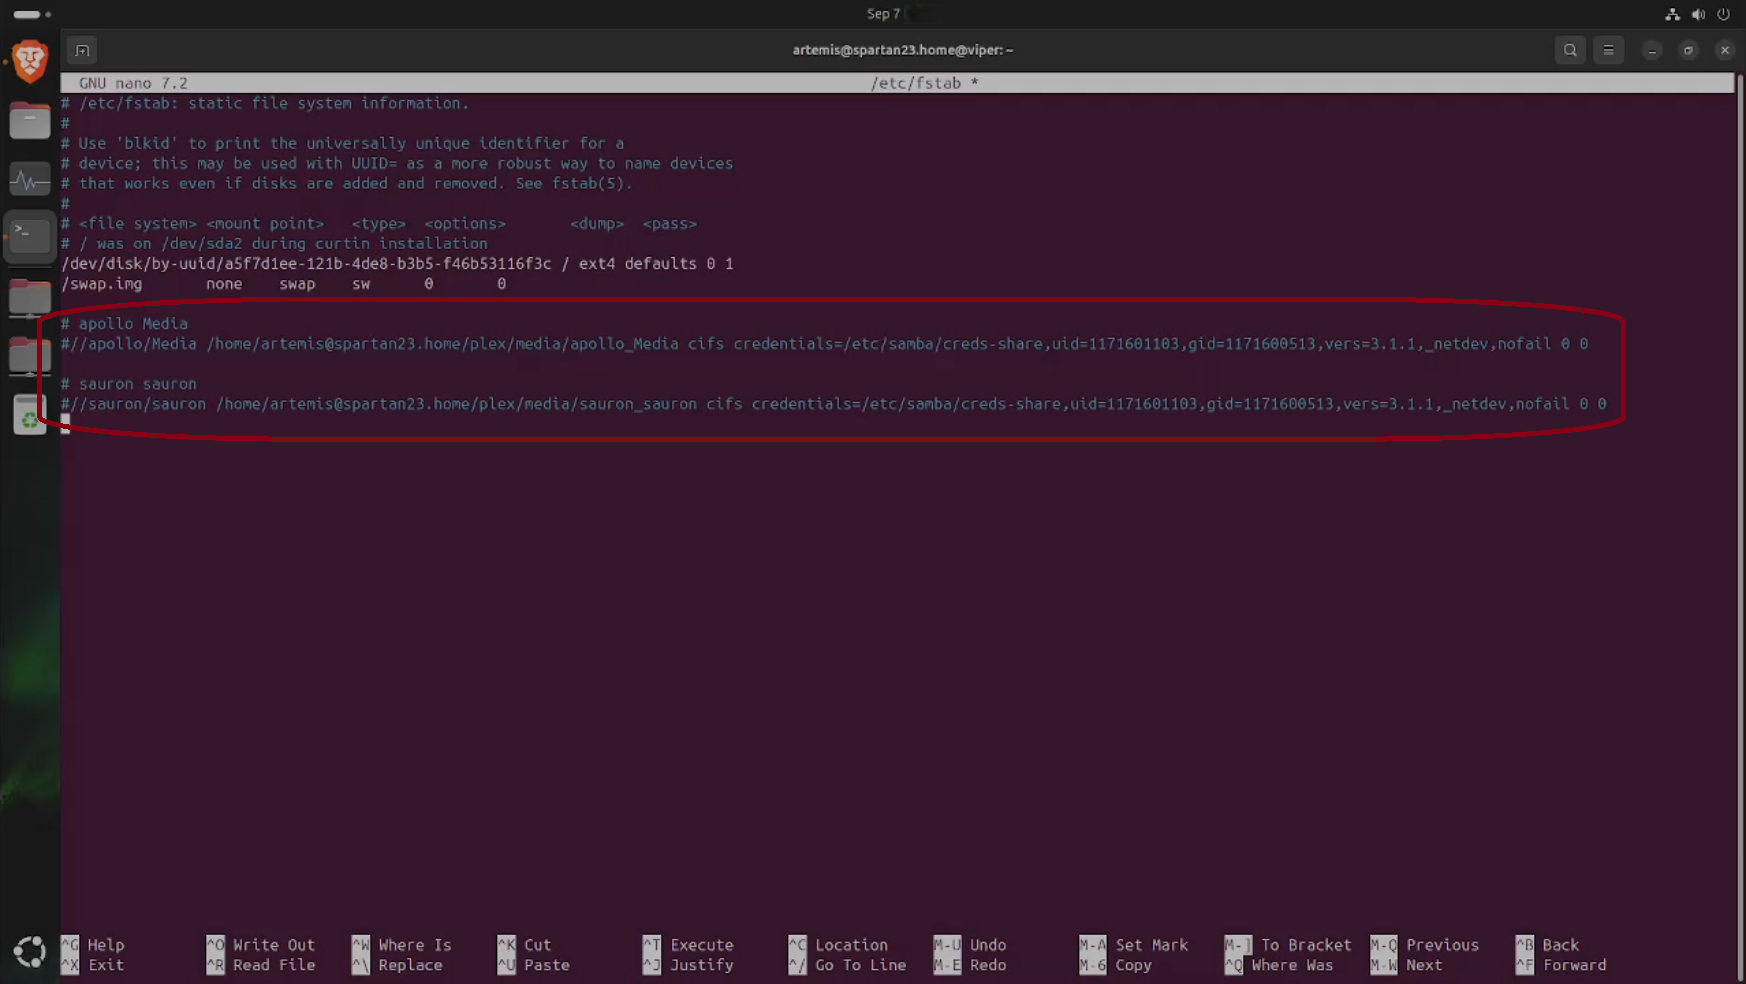 Sep 7
artemis@spartan23.home@viper: ~
GNU nano 7.2 /etc/fstab *
# /etc/fstab: static file system information.
#
# Use 'blkid' to print the universally unique identifier for a
# device; this may be used with UUID= as a more robust way to name devices
# that works even if disks are added and removed. See fstab(5).
#
# <file system> <mount point>   <type>  <options>       <dump>  <pass>
# / was on /dev/sda2 during curtin installation
/dev/disk/by-uuid/a5f7d1ee-121b-4de8-b3b5-f46b53116f3c / ext4 defaults 0 1
/swap.img       none    swap    sw      0       0
# apollo Media
#//apollo/Media /home/artemis@spartan23.home/plex/media/apollo_Media cifs credentials=/etc/samba/creds-share,uid=1171601103,gid=1171600513,vers=3.1.1,_netdev,nofail 0 0
# sauron sauron
#//sauron/sauron /home/artemis@spartan23.home/plex/media/sauron_sauron cifs credentials=/etc/samba/creds-share,uid=1171601103,gid=1171600513,vers=3.1.1,_netdev,nofail 0 0
^G Help ^O Write Out ^W Where Is ^K Cut ^T Execute ^C Location M-U Undo M-A Set Mark M-] To Bracket M-Q Previous ^B Back
^X Exit ^R Read File ^\ Replace ^U Paste ^J Justify ^/ Go To Line M-E Redo M-6 Copy ^Q Where Was M-W Next ^F Forward